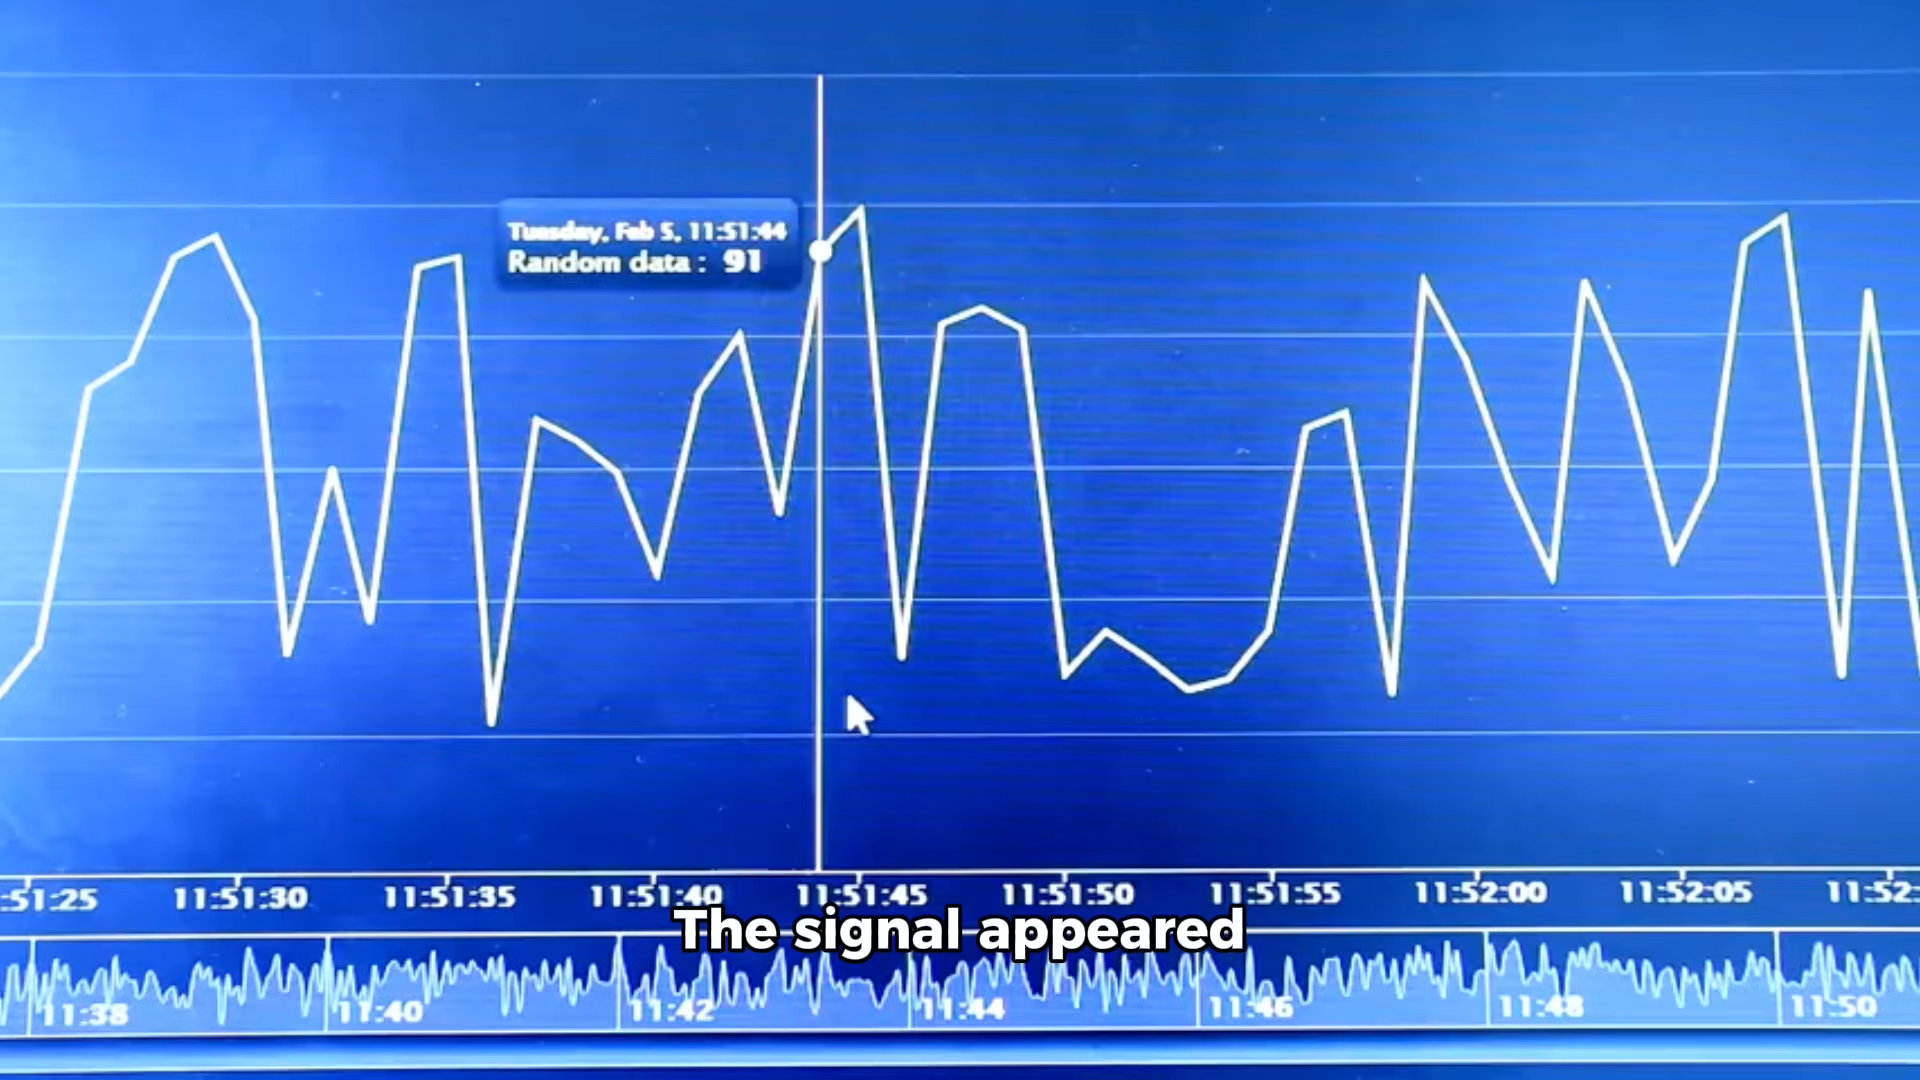 Tuesday, Feb 5, 11:51:44
Random data : 91
:51:25 11:51:30 11:51:35 11:51:40 11:51:45 11:51:50 11:51:55 11:52:00 11:52:05 11:52:
The signal appeared
11:38 11:40 11:42 11:44 11:46 11:48 11:50